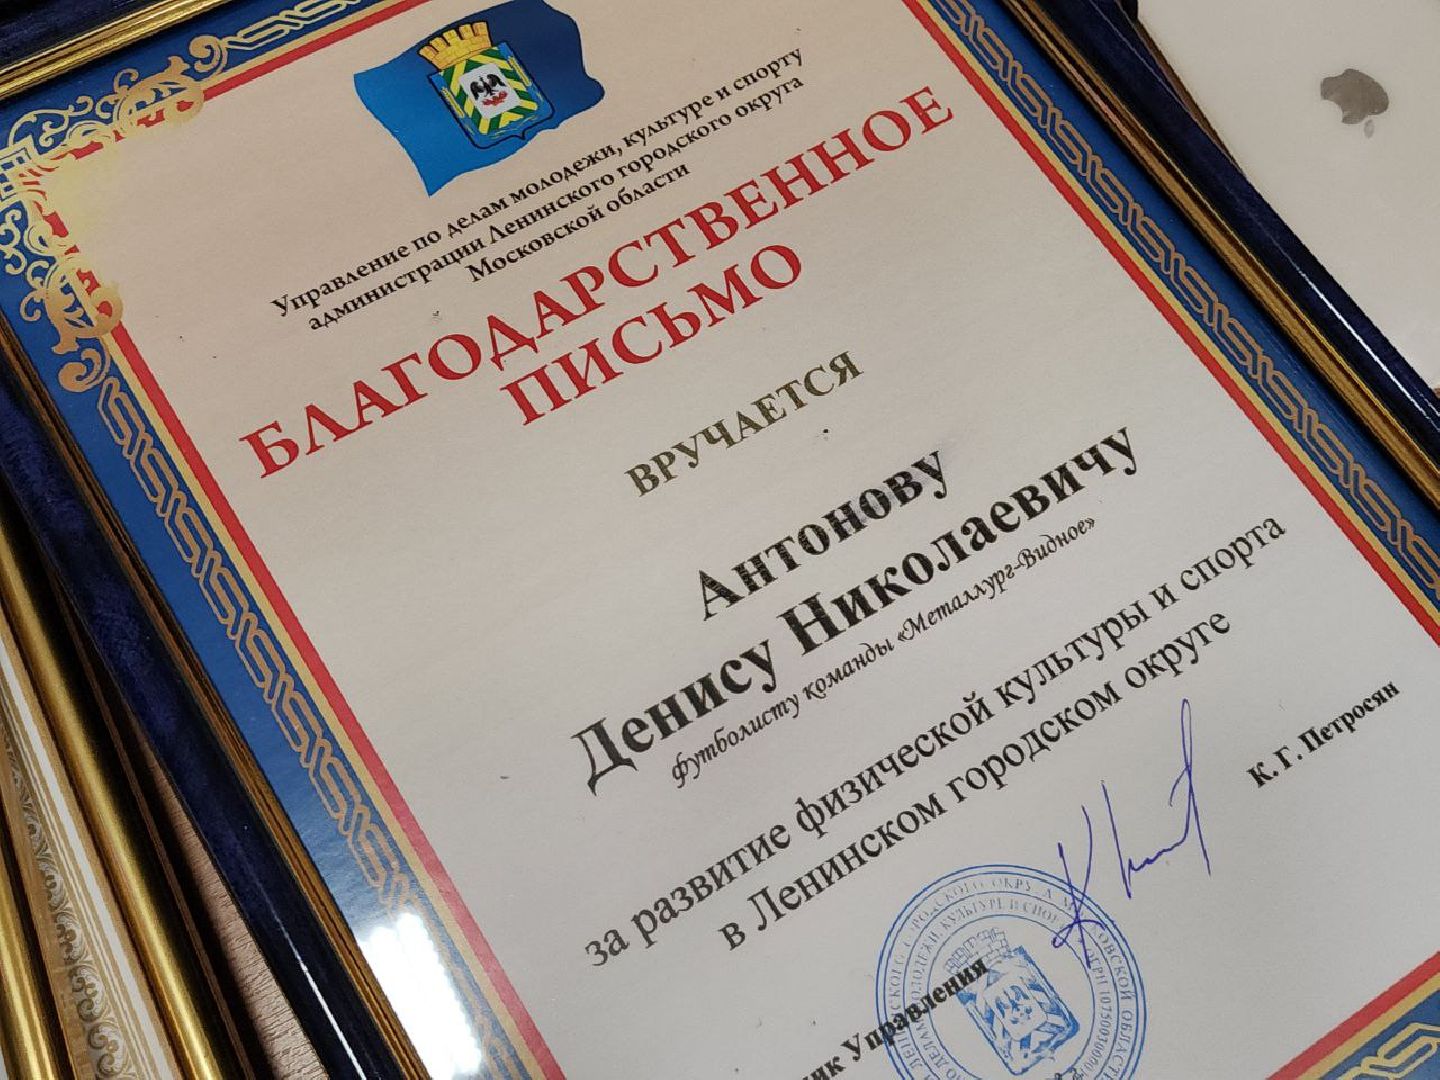 Управление по делам молодежи, культуре и спорту
администрации Ленинского городского округа
Московской области
БЛАГОДАРСТВЕННОЕ
ПИСЬМО
ВРУЧАЕТСЯ
Антонову
Денису Николаевичу
футболисту команды «Металлург-Видное»
за развитие физической культуры и спорта
в Ленинском городском округе
К. Г. Петросян
Управления